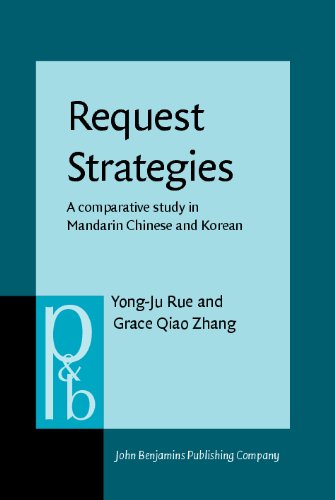 Request
Strategies
A comparative study in
Mandarin Chinese and Korean
Yong-Ju Rue and
Grace Qiao Zhang
p
&
b
John Benjamins Publishing Company